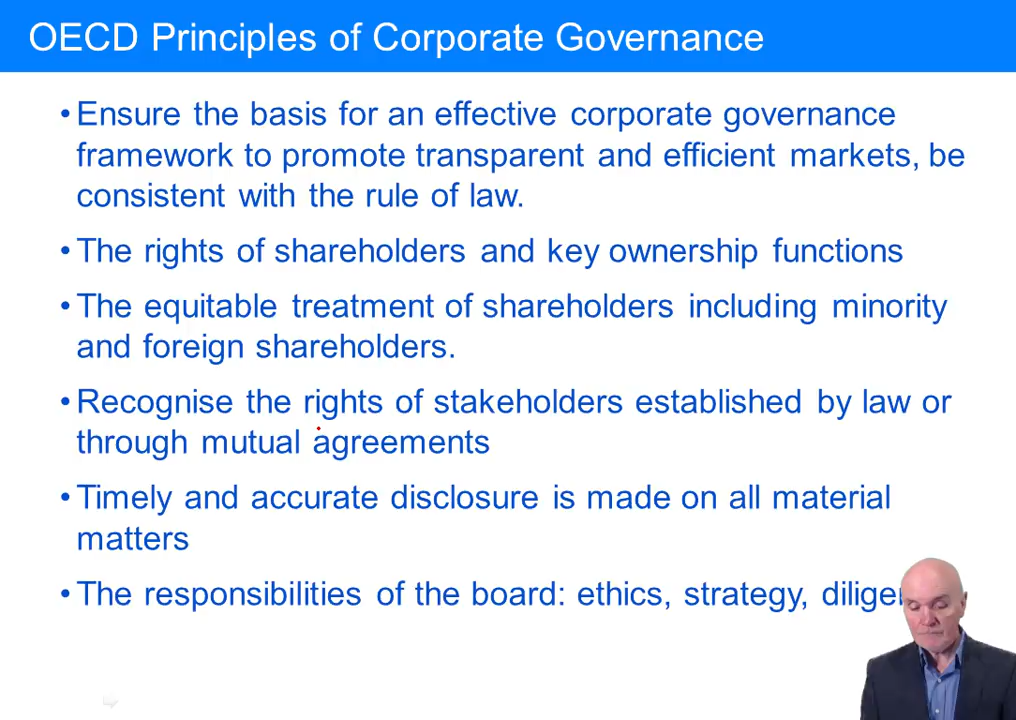 OECD Principles of Corporate Governance
•Ensure the basis for an effective corporate governance
framework to promote transparent and efficient markets, be
consistent with the rule of law.
•The rights of shareholders and key ownership functions
•The equitable treatment of shareholders including minority
and foreign shareholders.
•Recognise the rights of stakeholders established by law or
through mutual agreements
•Timely and accurate disclosure is made on all material
matters
•The responsibilities of the board: ethics, strategy,